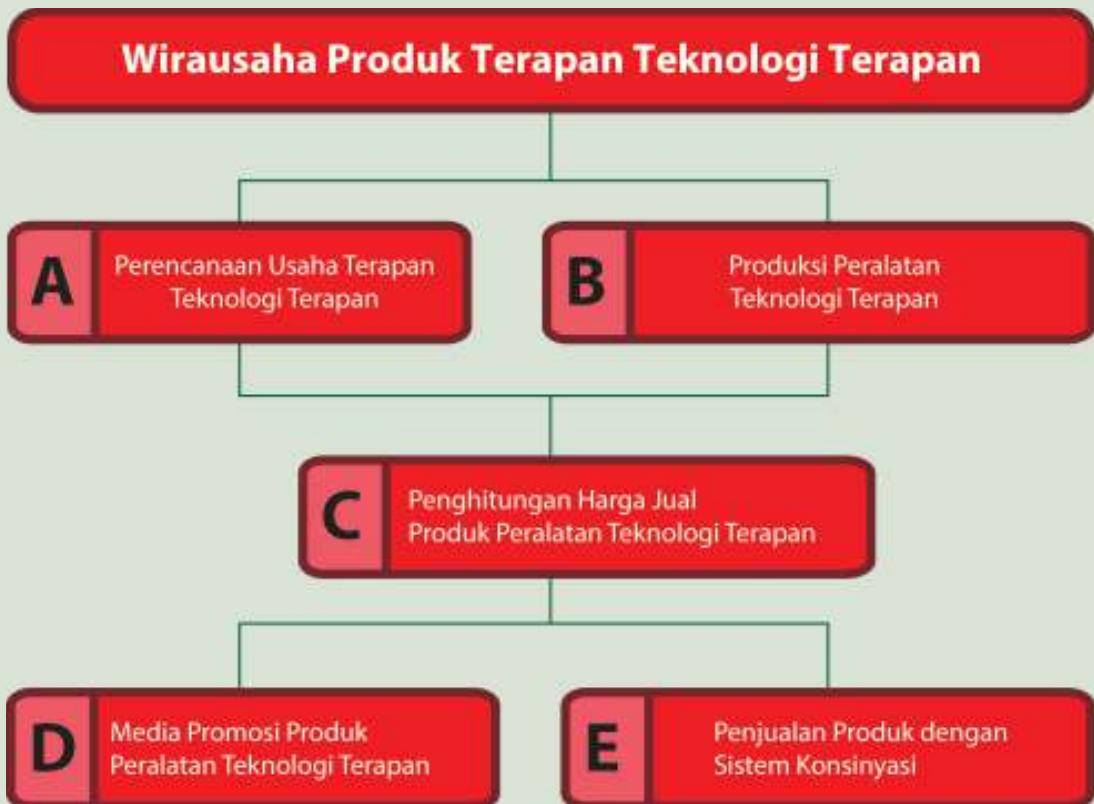 Wirausaha Produk Terapan Teknologi Terapan
A
Perencanaan Usaha Terapan
Teknologi Terapan
B
Produksi Peralatan
Teknologi Terapan
C
Penghitungan Harga Jual
Produk Peralatan Teknologi Terapan
D
Media Promosi Produk
Peralatan Teknologi Terapan
E
Penjualan Produk dengan
Sistem Konsinyasi